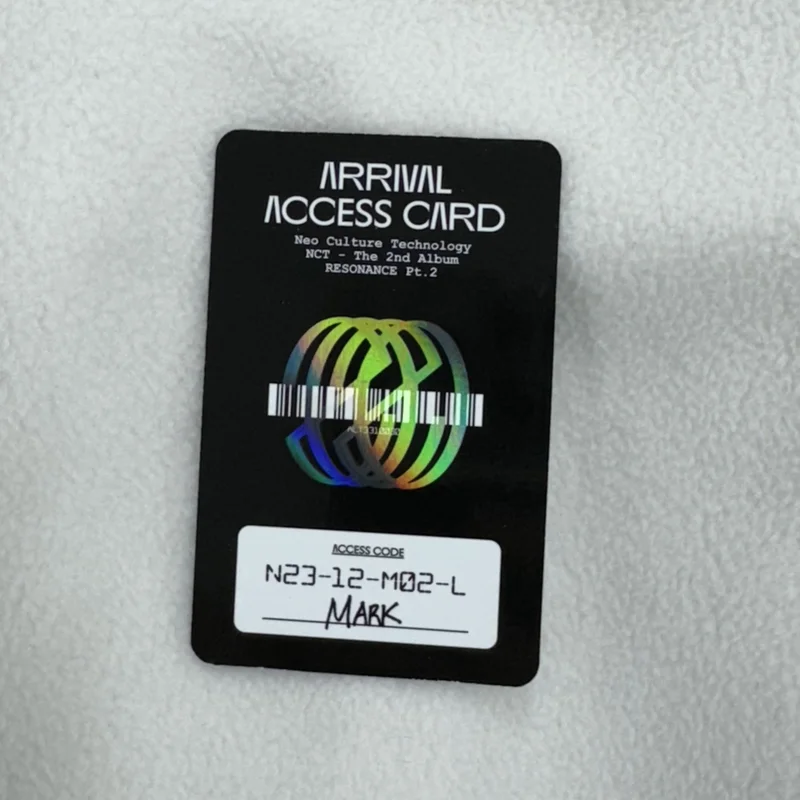 ARRIVAL
ACCESS CARD
Neo Culture Technology
NCT - The 2nd Album
RESONANCE Pt.2
ACCESS CODE
N23-12-M02-L
MARK